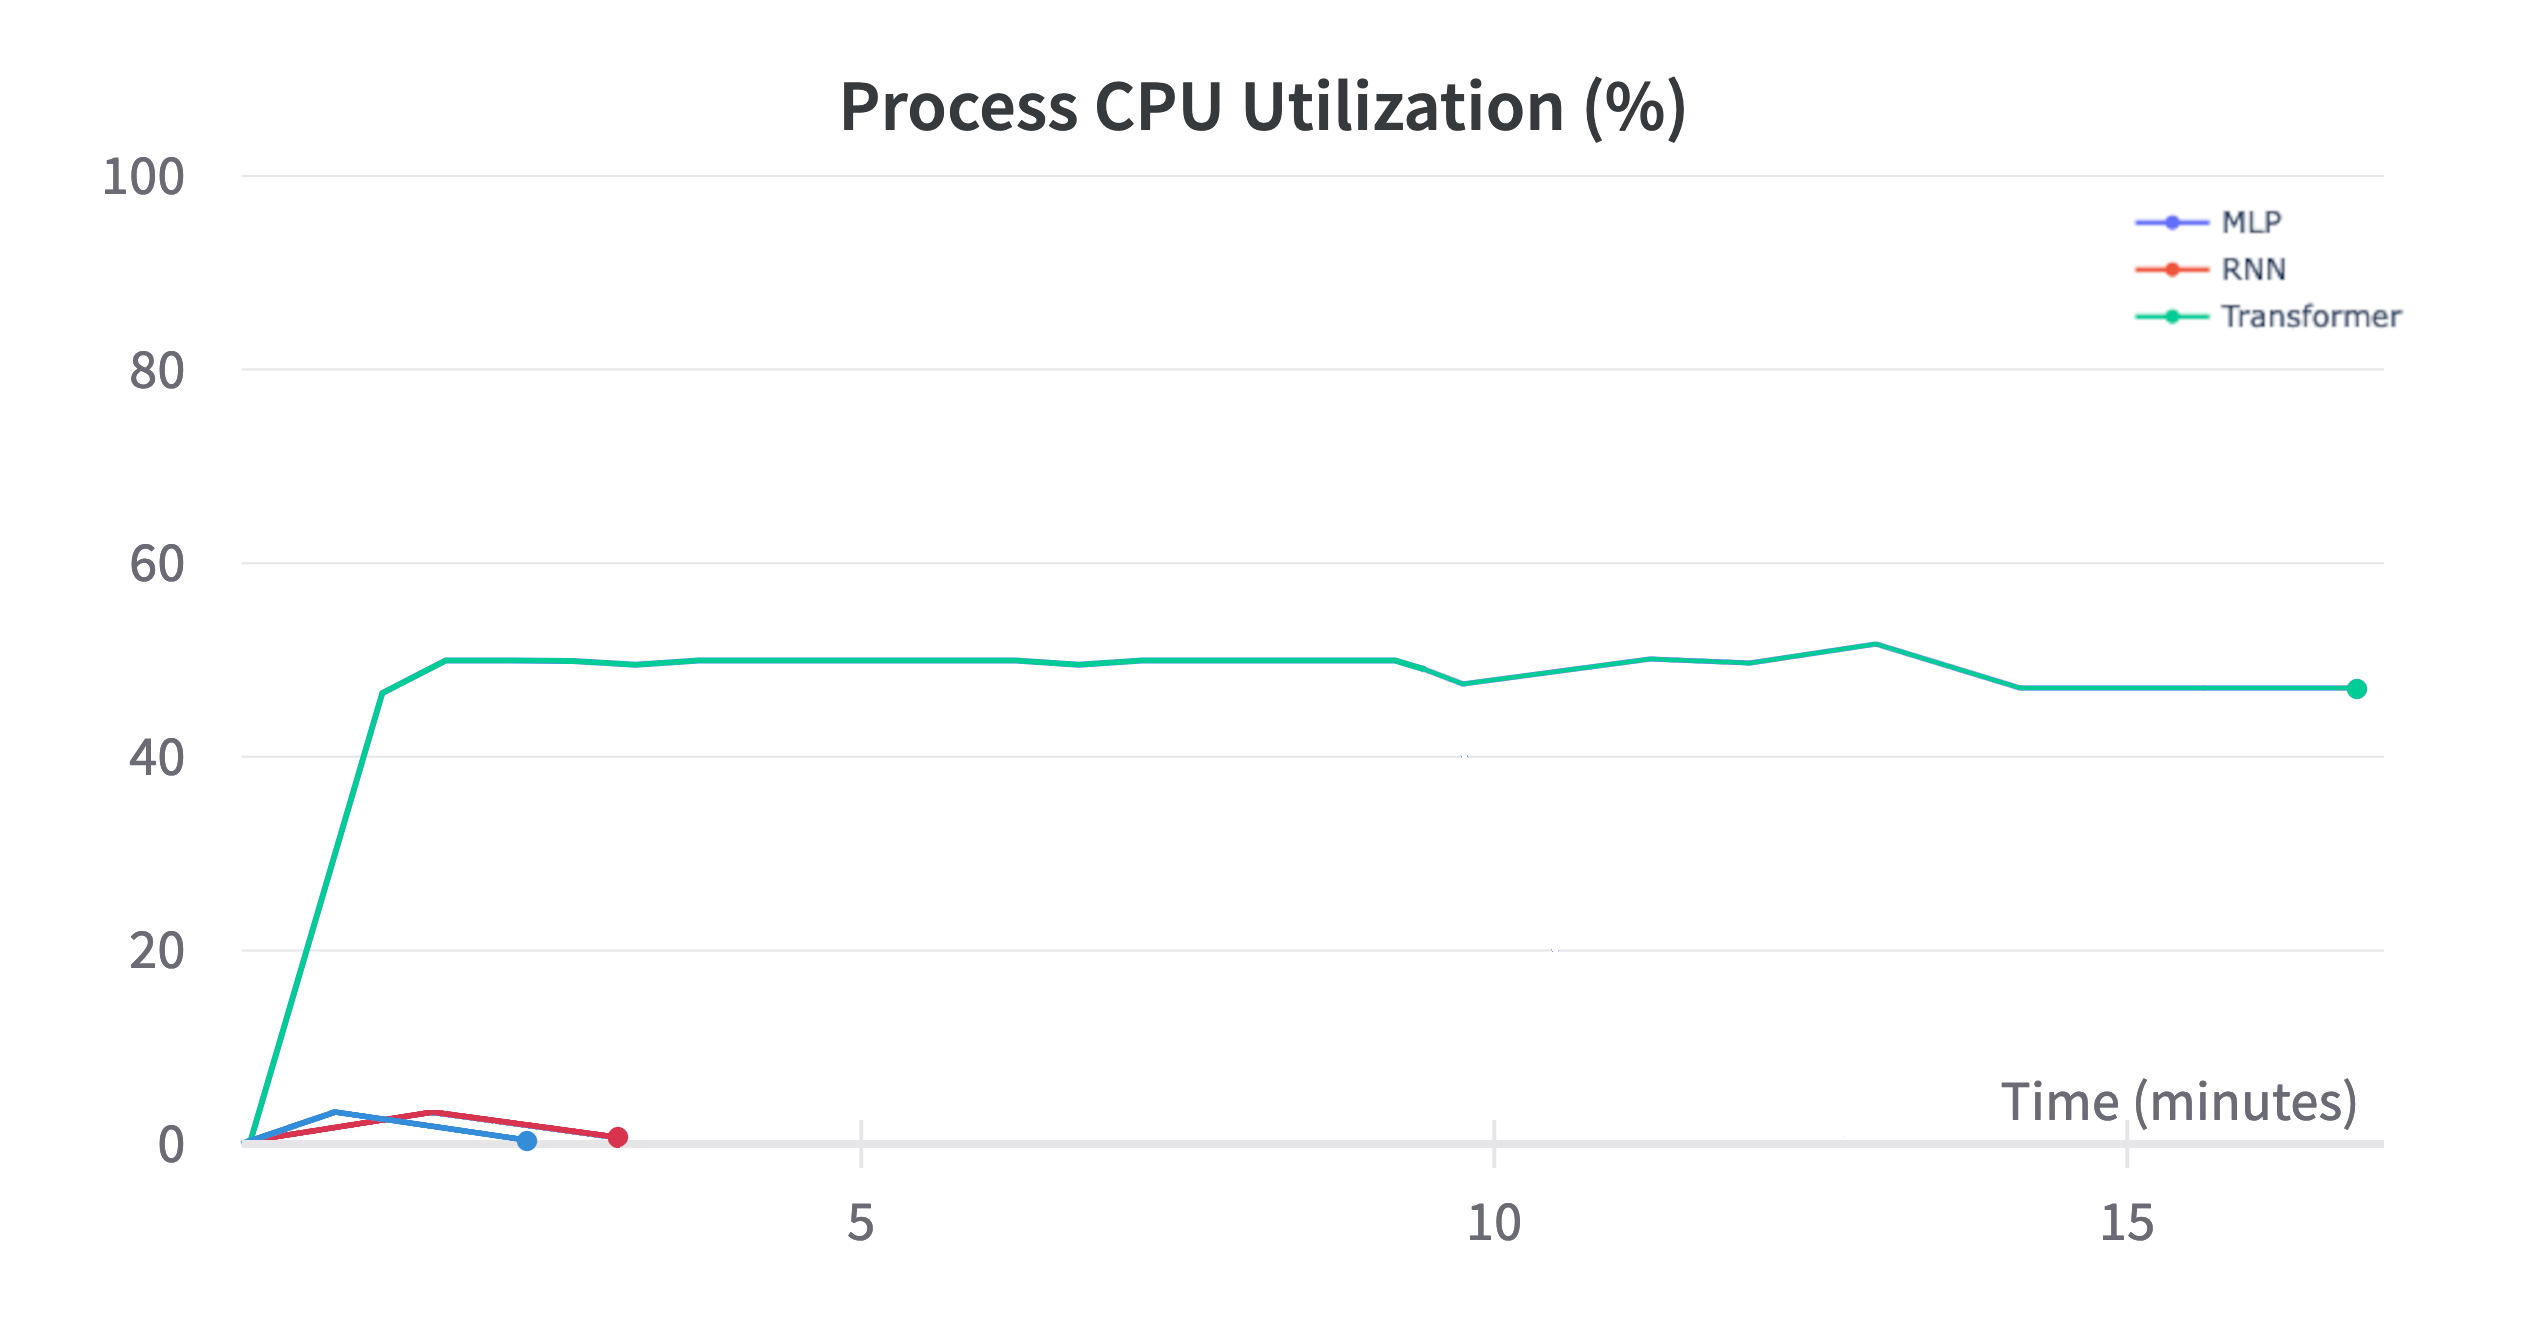 Process CPU Utilization (%)
100
MLP
RNN
Transformer
80
60
40
20
Time (minutes)
0
5
10
15